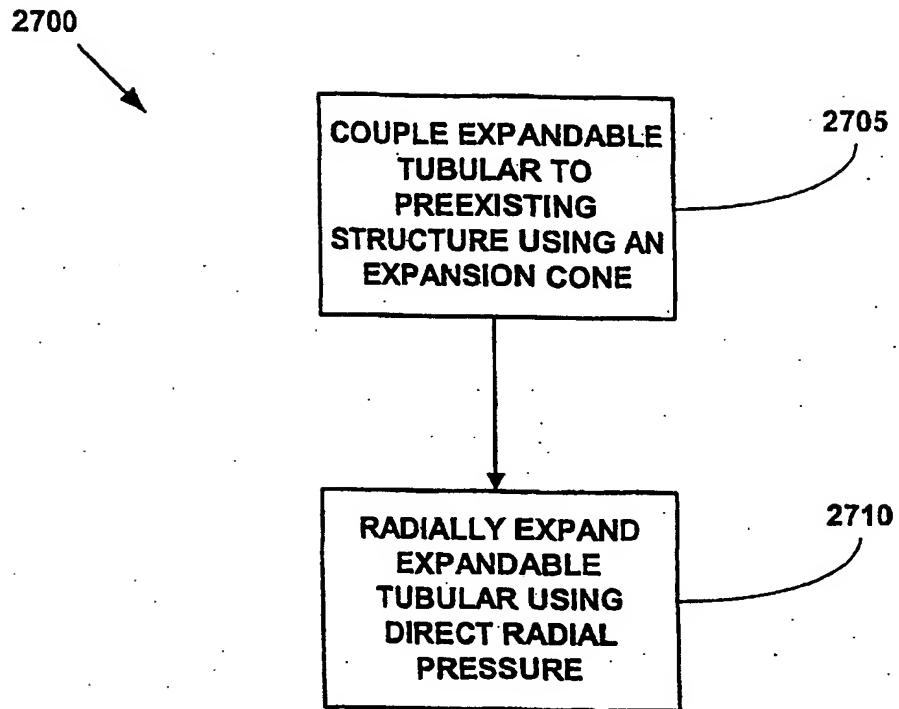 2700
COUPLE EXPANDABLE
TUBULAR TO
PREEXISTING
STRUCTURE USING AN
EXPANSION CONE
2705
RADIALLY EXPAND
EXPANDABLE
TUBULAR USING
DIRECT RADIAL
PRESSURE
2710